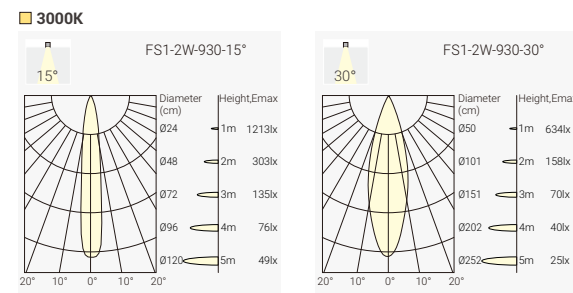 3000K
FS1-2W-930-15°
15°
Diameter Height,Emax
(cm)
Ø24 1m 1213lx
Ø48 2m 303lx
Ø72 3m 135lx
Ø96 4m 76lx
Ø120 5m 49lx
20° 10° 0° 10° 20°
FS1-2W-930-30°
30°
Diameter Height,Emax
(cm)
Ø50 1m 634lx
Ø101 2m 158lx
Ø151 3m 70lx
Ø202 4m 40lx
Ø252 5m 25lx
20° 10° 0° 10° 20°